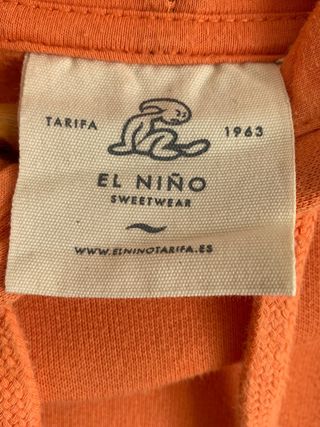 TARIFA 1963
EL NIÑO
SWEETWEAR
WWW.ELNINOTARIFA.ES